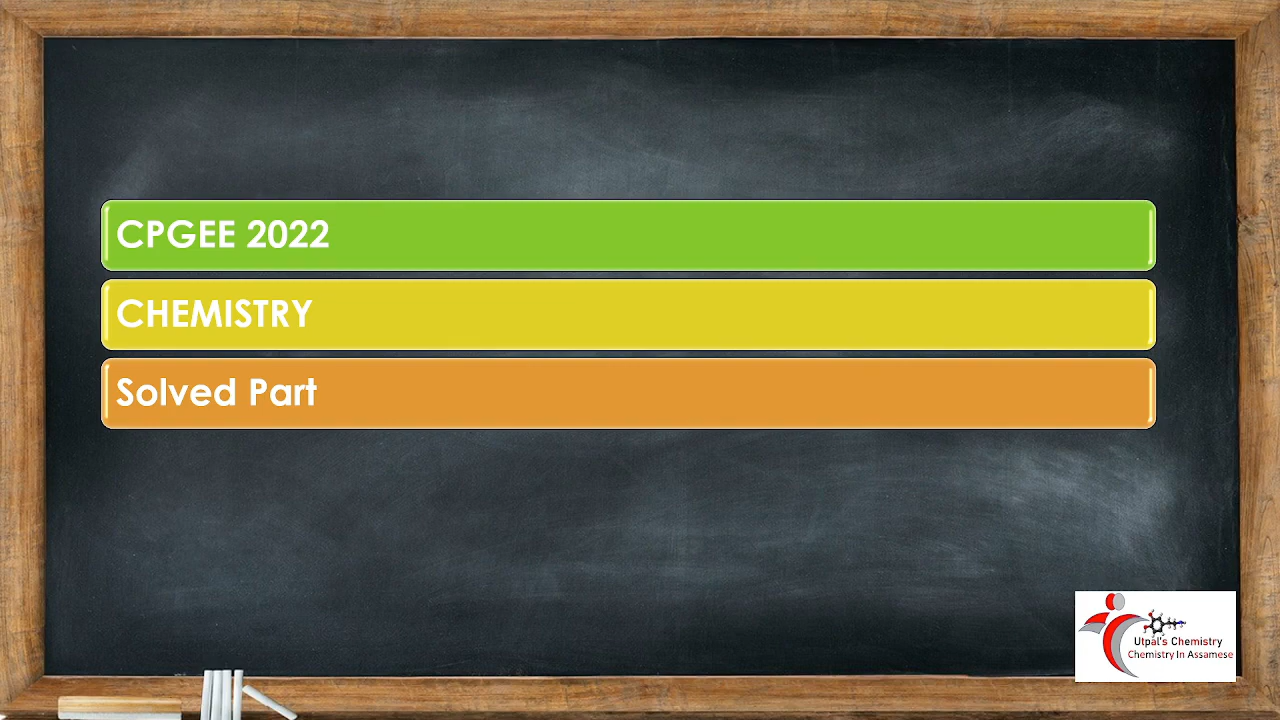 CPGEE 2022
CHEMISTRY
Solved Part
Utpal's Chemistry
Chemistry In Assamese